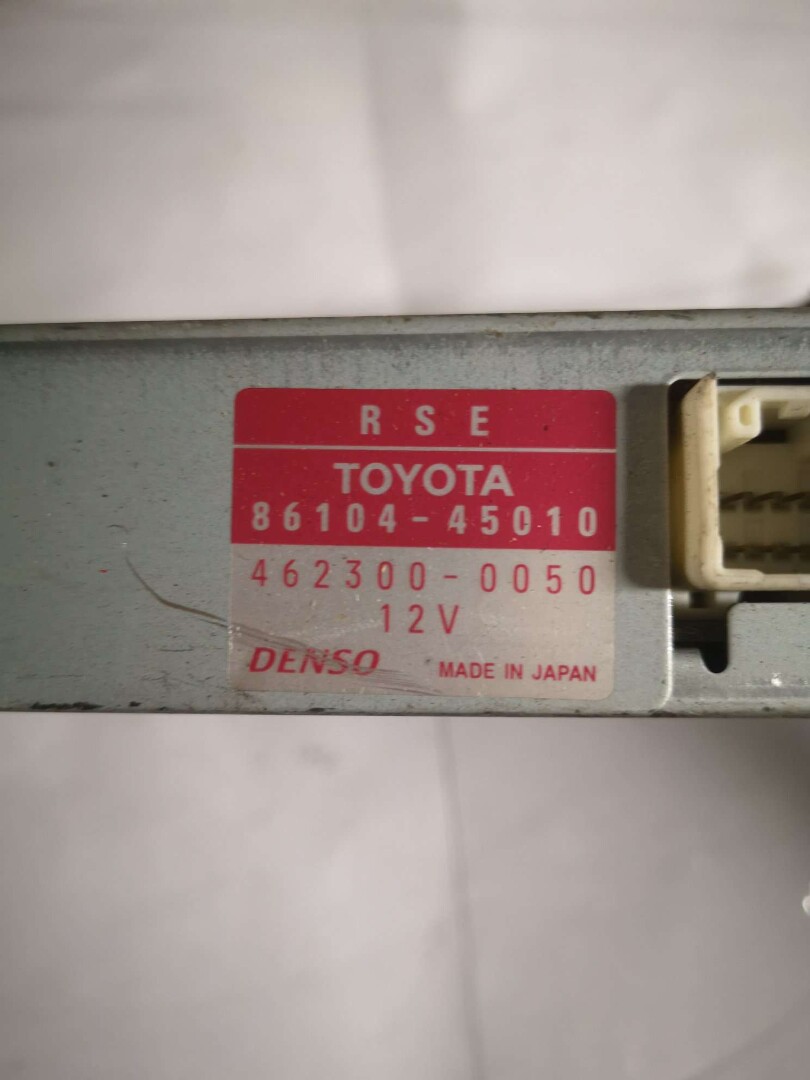 RSE
TOYOTA
86104-45010
462300-0050
12V
DENSO MADE IN JAPAN